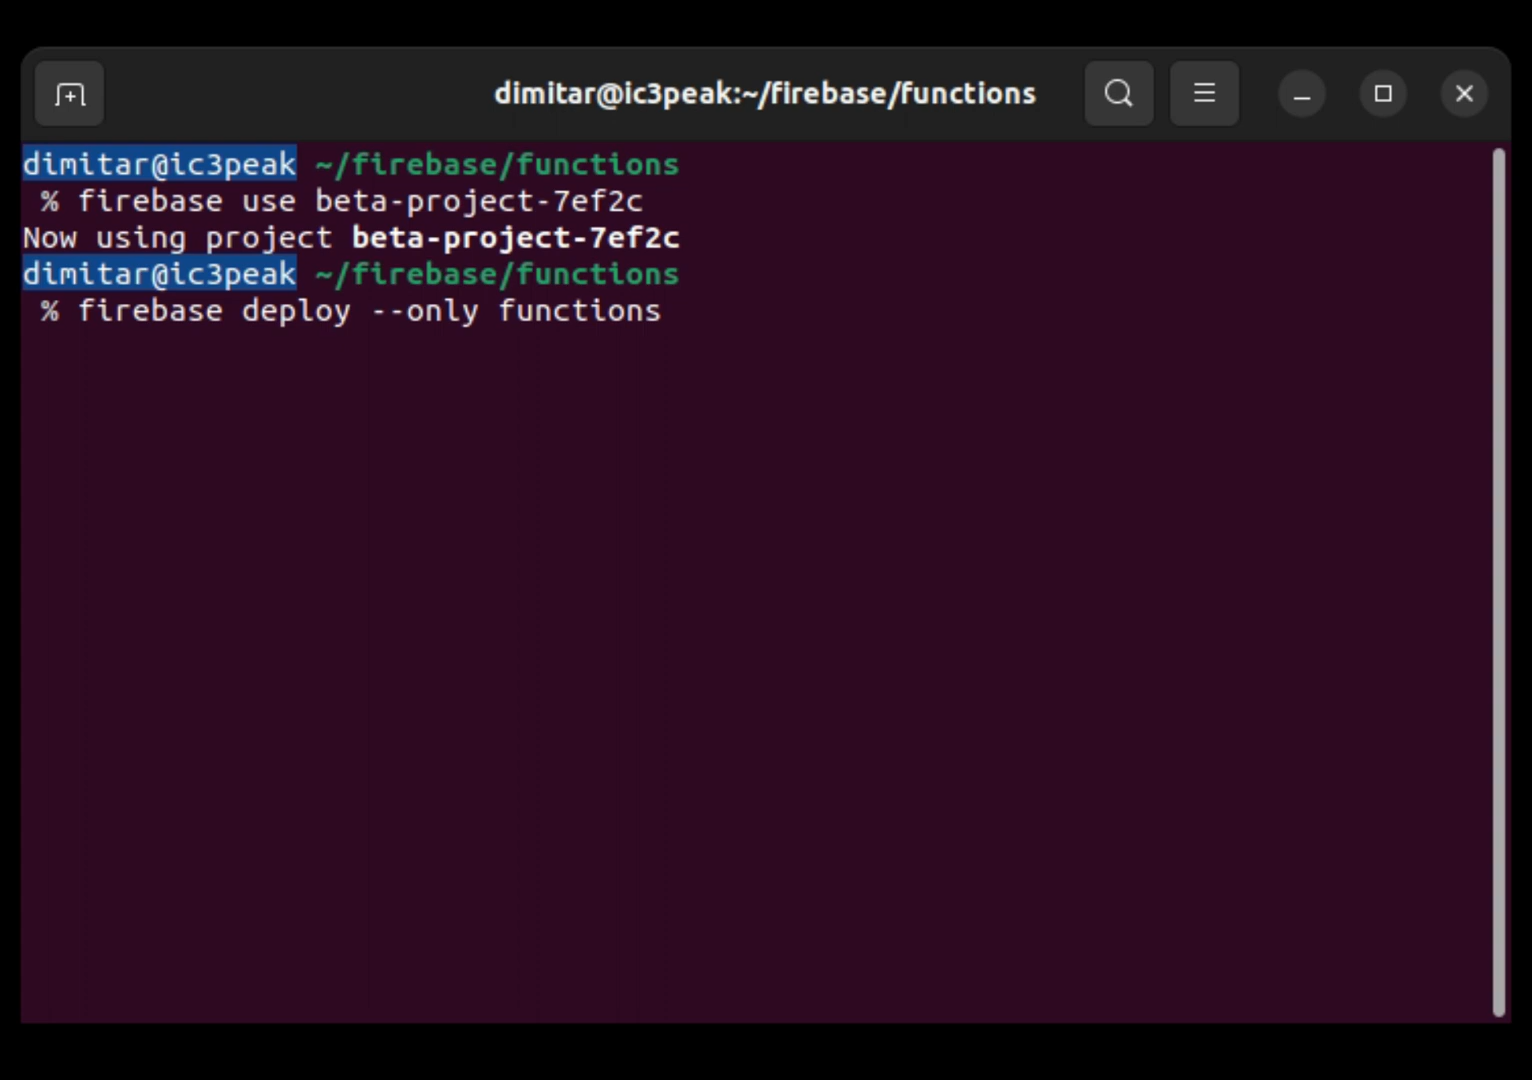 dimitar@ic3peak:~/firebase/functions
dimitar@ic3peak ~/firebase/functions
% firebase use beta-project-7ef2c
Now using project beta-project-7ef2c
dimitar@ic3peak ~/firebase/functions
% firebase deploy --only functions